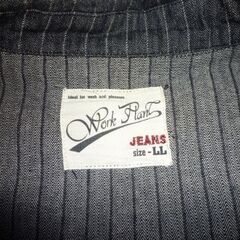 Ideal for work and pleasure
Work Plant
JEANS
size - LL